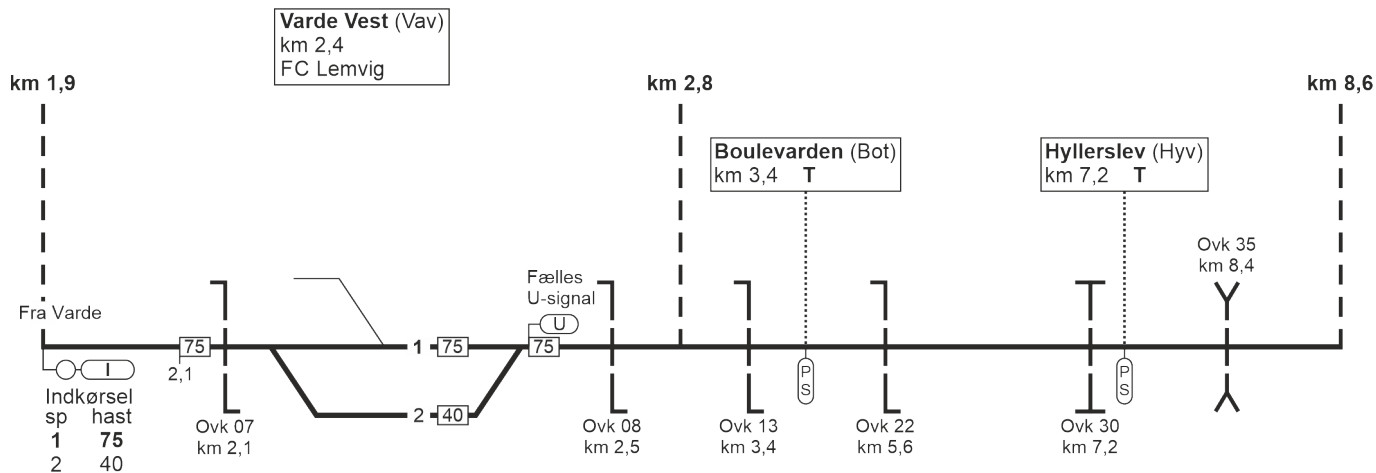 Varde Vest (Vav)
km 2,4
FC Lemvig
km 1,9
km 2,8
km 8,6
Boulevarden (Bot)
km 3,4 T
Hyllerslev (Hyv)
km 7,2 T
Ovk 35
km 8,4
Fælles
U-signal
U
Fra Varde
75
1
75
75
I
2,1
P
S
P
S
Indkørsel
sp hast
1 75
2 40
2
40
Ovk 07
km 2,1
Ovk 08
km 2,5
Ovk 13
km 3,4
Ovk 22
km 5,6
Ovk 30
km 7,2